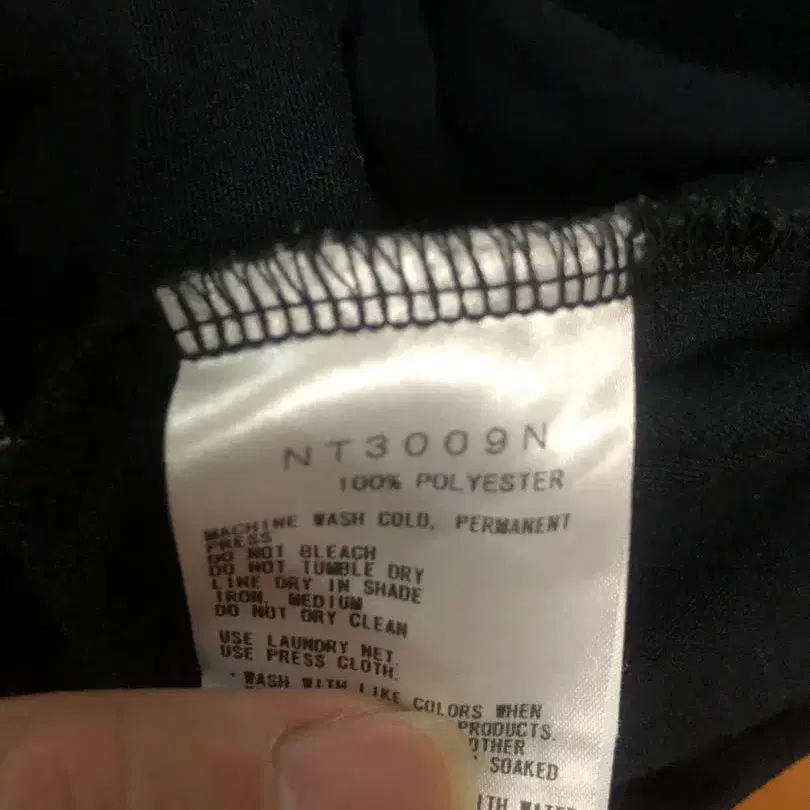 NT3009N
100% POLYESTER
MACHINE WASH COLD, PERMANENT
PRESS
DO NOT BLEACH
DO NOT TUMBLE DRY
LINE DRY IN SHADE
IRON, MEDIUM
DO NOT DRY CLEAN
USE LAUNDRY NET
USE PRESS CLOTH.
・WASH WITH LIKE COLORS WHEN
PRODUCTS.
OTHER
SOAKED
WATER